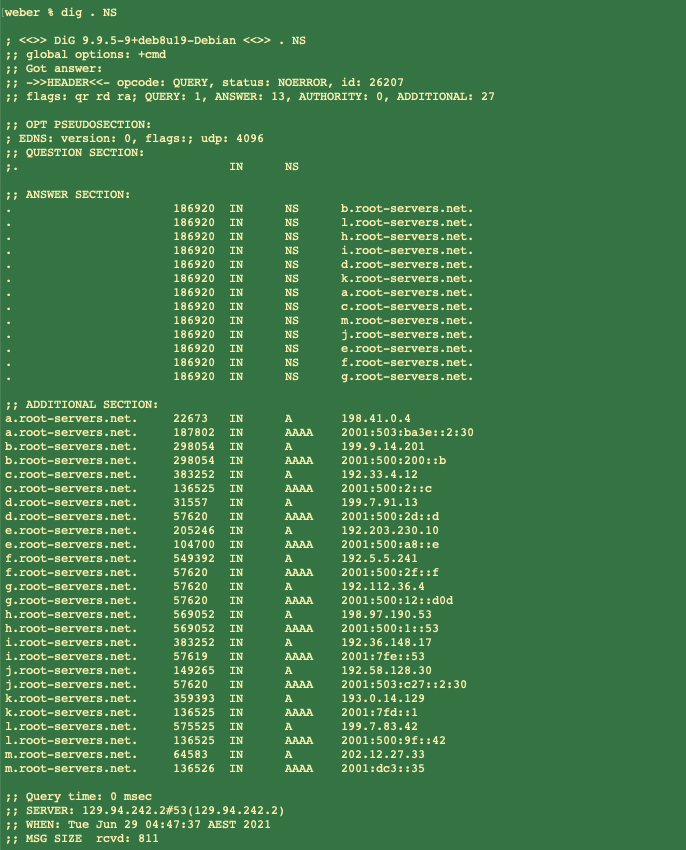 weber % dig . NS

; <<>> DiG 9.9.5-9+deb8u19-Debian <<>> . NS
;; global options: +cmd
;; Got answer:
;; ->>HEADER<<- opcode: QUERY, status: NOERROR, id: 26207
;; flags: qr rd ra; QUERY: 1, ANSWER: 13, AUTHORITY: 0, ADDITIONAL: 27

;; OPT PSEUDOSECTION:
; EDNS: version: 0, flags:; udp: 4096
;; QUESTION SECTION:
;.				IN	NS

;; ANSWER SECTION:
.			186920	IN	NS	b.root-servers.net.
.			186920	IN	NS	l.root-servers.net.
.			186920	IN	NS	h.root-servers.net.
.			186920	IN	NS	i.root-servers.net.
.			186920	IN	NS	d.root-servers.net.
.			186920	IN	NS	k.root-servers.net.
.			186920	IN	NS	a.root-servers.net.
.			186920	IN	NS	c.root-servers.net.
.			186920	IN	NS	m.root-servers.net.
.			186920	IN	NS	j.root-servers.net.
.			186920	IN	NS	e.root-servers.net.
.			186920	IN	NS	f.root-servers.net.
.			186920	IN	NS	g.root-servers.net.

;; ADDITIONAL SECTION:
a.root-servers.net.	22673	IN	A	198.41.0.4
a.root-servers.net.	187802	IN	AAAA	2001:503:ba3e::2:30
b.root-servers.net.	298054	IN	A	199.9.14.201
b.root-servers.net.	298054	IN	AAAA	2001:500:200::b
c.root-servers.net.	383252	IN	A	192.33.4.12
c.root-servers.net.	136525	IN	AAAA	2001:500:2::c
d.root-servers.net.	31557	IN	A	199.7.91.13
d.root-servers.net.	57620	IN	AAAA	2001:500:2d::d
e.root-servers.net.	205246	IN	A	192.203.230.10
e.root-servers.net.	104700	IN	AAAA	2001:500:a8::e
f.root-servers.net.	549392	IN	A	192.5.5.241
f.root-servers.net.	57620	IN	AAAA	2001:500:2f::f
g.root-servers.net.	57620	IN	A	192.112.36.4
g.root-servers.net.	57620	IN	AAAA	2001:500:12::d0d
h.root-servers.net.	569052	IN	A	198.97.190.53
h.root-servers.net.	569052	IN	AAAA	2001:500:1::53
i.root-servers.net.	383252	IN	A	192.36.148.17
i.root-servers.net.	57619	IN	AAAA	2001:7fe::53
j.root-servers.net.	149265	IN	A	192.58.128.30
j.root-servers.net.	57620	IN	AAAA	2001:503:c27::2:30
k.root-servers.net.	359393	IN	A	193.0.14.129
k.root-servers.net.	136525	IN	AAAA	2001:7fd::1
l.root-servers.net.	575525	IN	A	199.7.83.42
l.root-servers.net.	136525	IN	AAAA	2001:500:9f::42
m.root-servers.net.	64583	IN	A	202.12.27.33
m.root-servers.net.	136526	IN	AAAA	2001:dc3::35

;; Query time: 0 msec
;; SERVER: 129.94.242.2#53(129.94.242.2)
;; WHEN: Tue Jun 29 04:47:37 AEST 2021
;; MSG SIZE  rcvd: 811